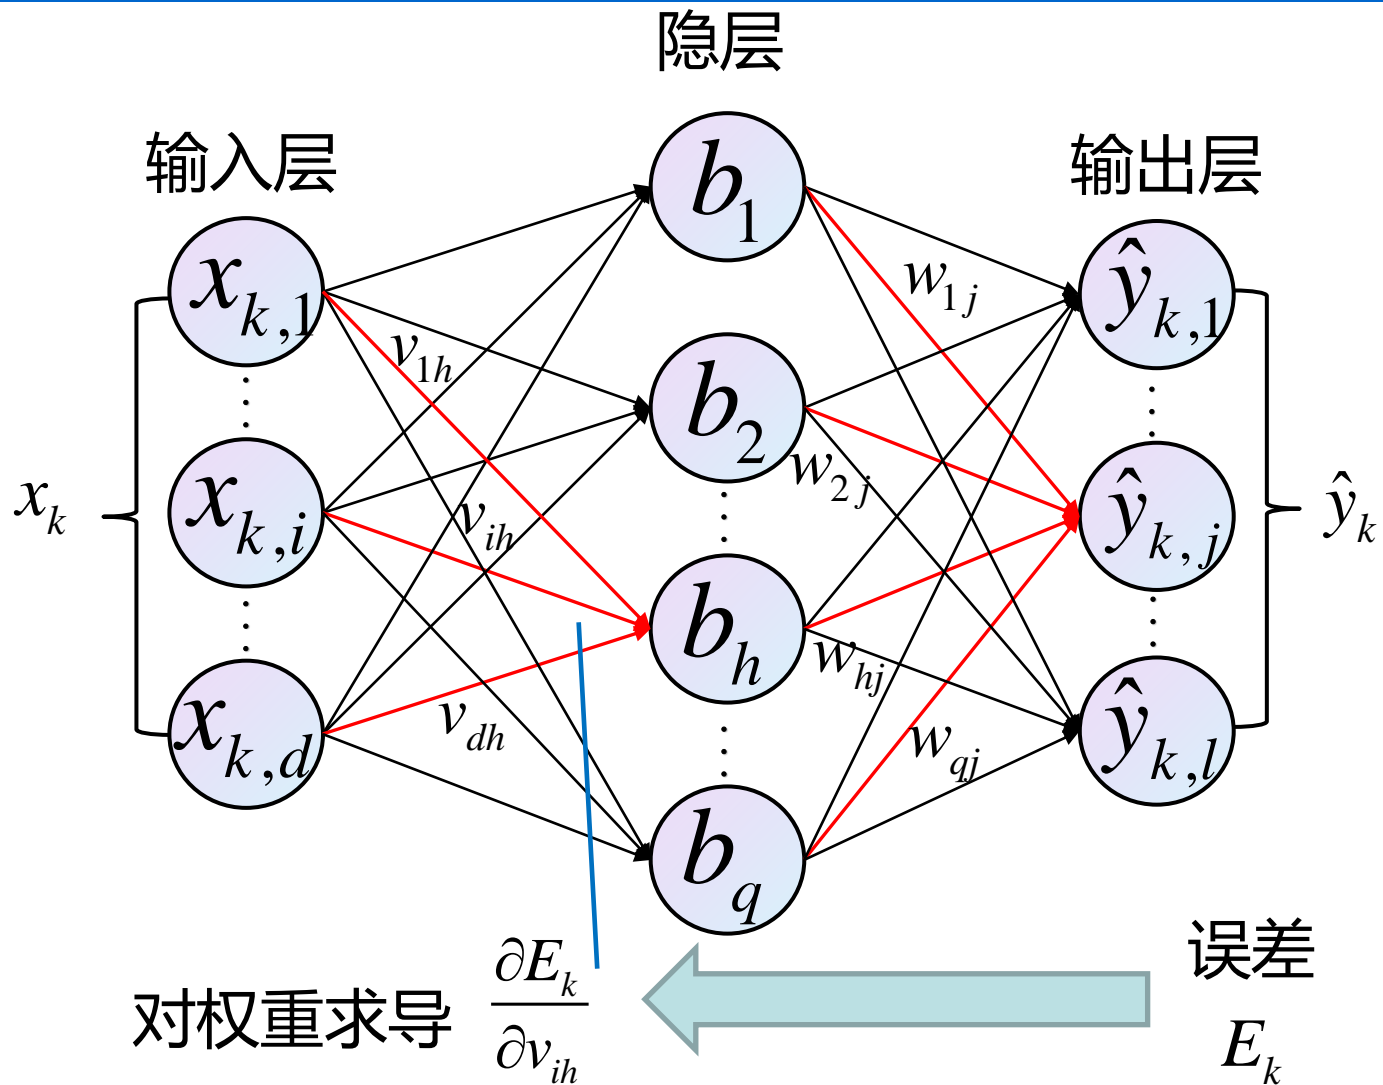 隐层
输入层
输出层
b_1
x_{k,1}
ŷ_{k,1}
w_{1j}
v_{1h}
b_2
w_{2j}
x_k
x_{k,i}
v_{ih}
ŷ_{k,j}
ŷ_k
b_h
w_{hj}
x_{k,d}
v_{dh}
w_{qj}
ŷ_{k,l}
b_q
误差
E_k
对权重求导 ∂E_k/∂v_{ih}